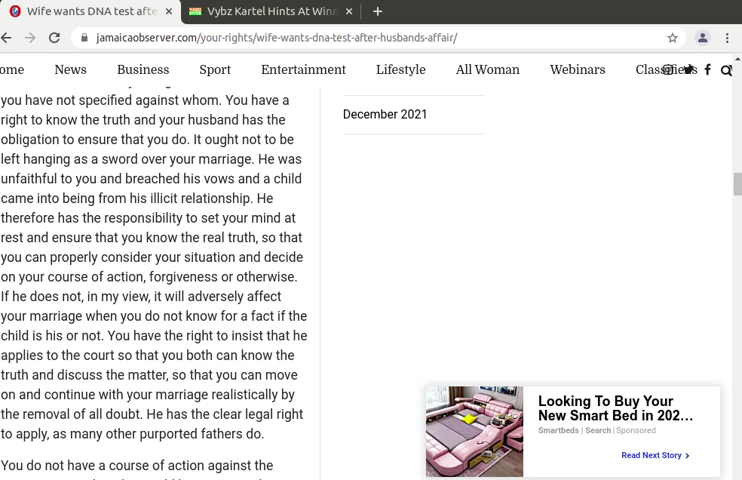 Wife wants DNA test afte
Vybz Kartel Hints At Winn
jamaicaobserver.com/your-rights/wife-wants-dna-test-after-husbands-affair/
ome News Business Sport Entertainment Lifestyle All Woman Webinars Classifieds
you have not specified against whom. You have a
right to know the truth and your husband has the
obligation to ensure that you do. It ought not to be
left hanging as a sword over your marriage. He was
unfaithful to you and breached his vows and a child
came into being from his illicit relationship. He
therefore has the responsibility to set your mind at
rest and ensure that you know the real truth, so that
you can properly consider your situation and decide
on your course of action, forgiveness or otherwise.
If he does not, in my view, it will adversely affect
your marriage when you do not know for a fact if the
child is his or not. You have the right to insist that he
applies to the court so that you both can know the
truth and discuss the matter, so that you can move
on and continue with your marriage realistically by
the removal of all doubt. He has the clear legal right
to apply, as many other purported fathers do.
You do not have a course of action against the
December 2021
Looking To Buy Your
New Smart Bed in 202...
Smartbeds | Search | Sponsored
Read Next Story